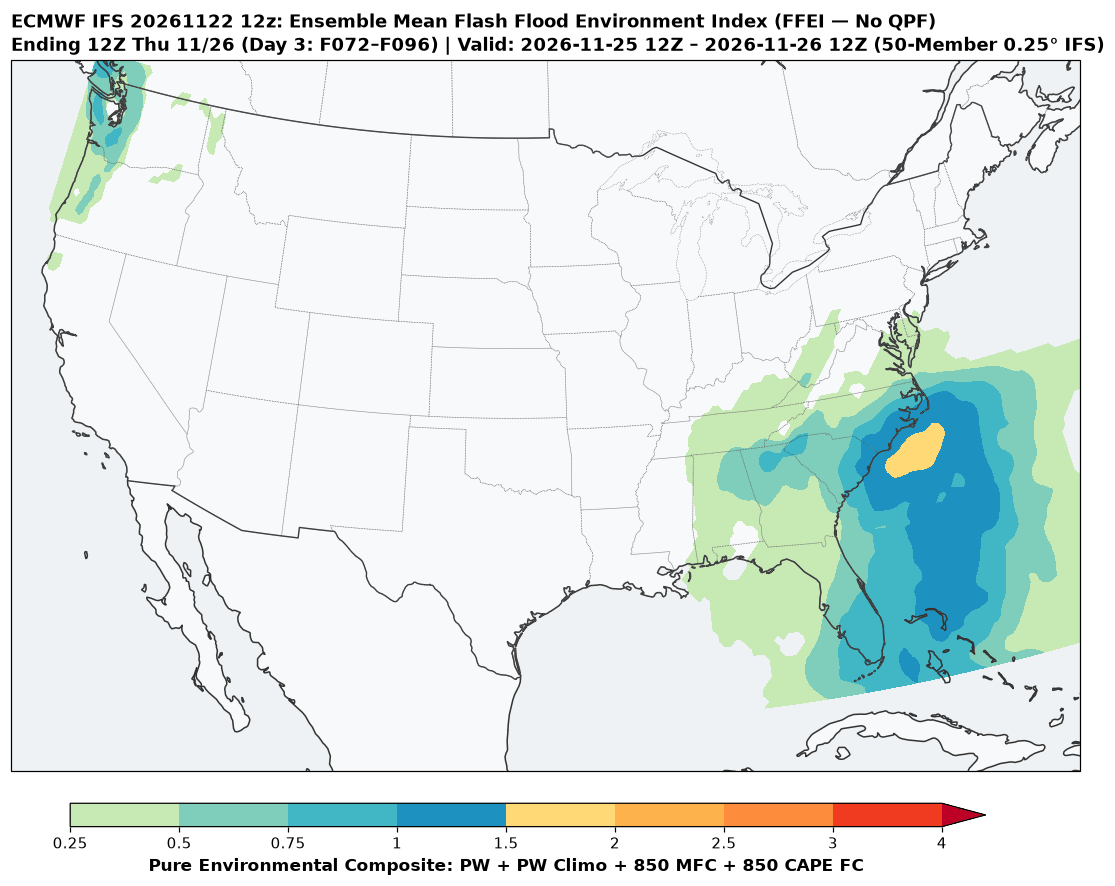 ECMWF IFS 20261122 12z: Ensemble Mean Flash Flood Environment Index (FFEI — No QPF)
Ending 12Z Thu 11/26 (Day 3: F072–F096) | Valid: 2026-11-25 12Z – 2026-11-26 12Z (50-Member 0.25° IFS)
0.25 0.5 0.75 1 1.5 2 2.5 3 4
Pure Environmental Composite: PW + PW Climo + 850 MFC + 850 CAPE FC